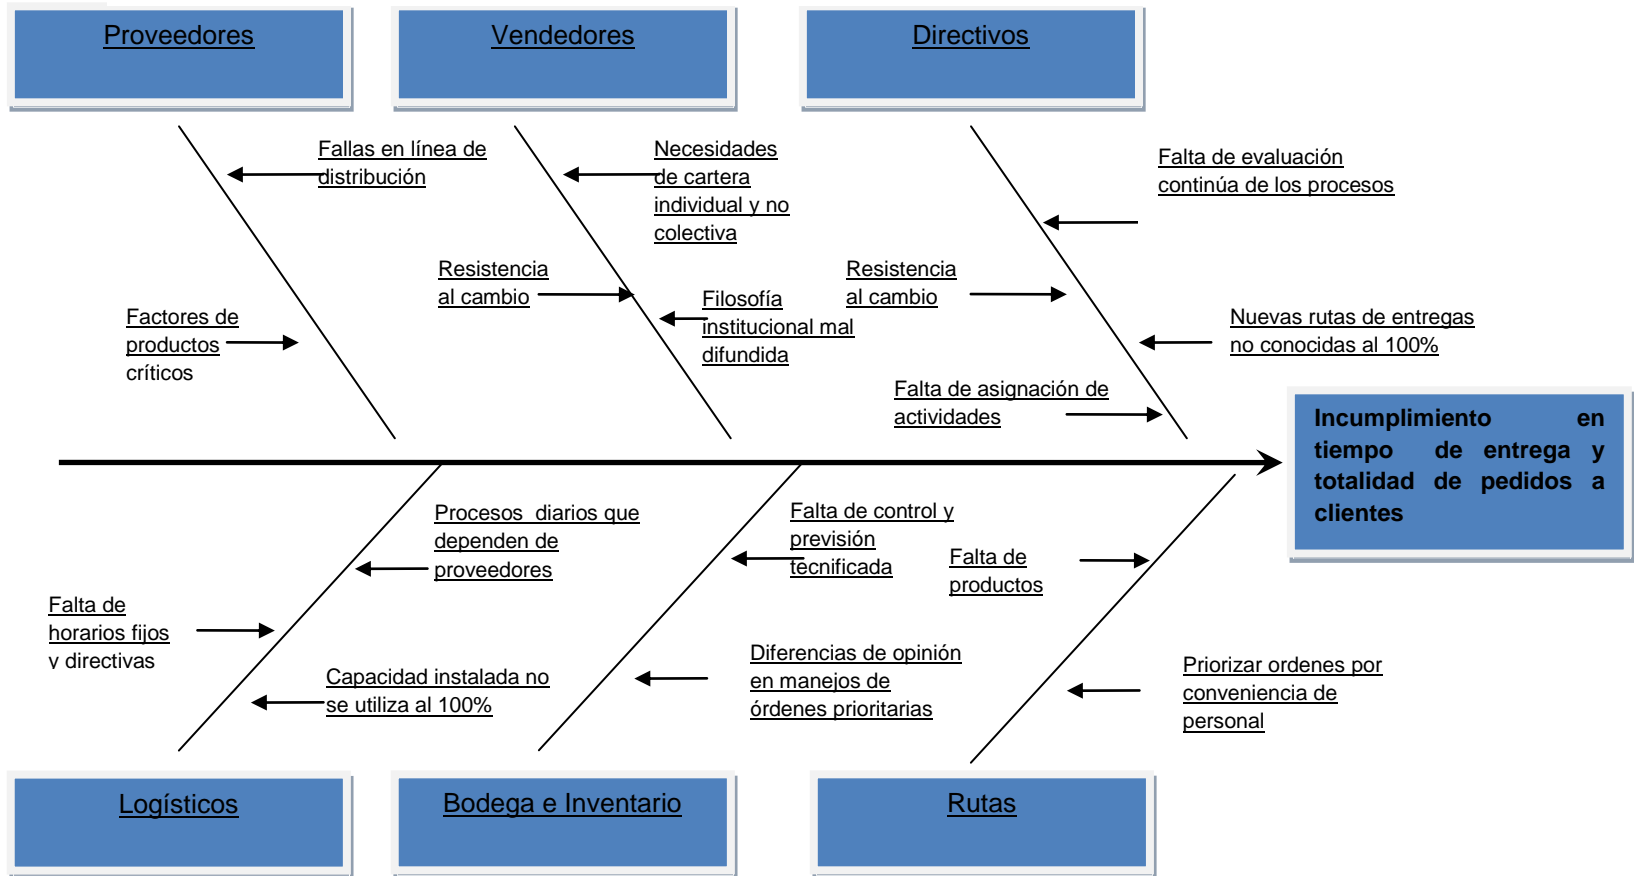 Proveedores
Vendedores
Directivos
Fallas en línea de
distribución
Necesidades
de cartera
individual y no
colectiva
Falta de evaluación
continúa de los procesos
Resistencia
al cambio
Resistencia
al cambio
Factores de
productos
críticos
Filosofía
institucional mal
difundida
Nuevas rutas de entregas
no conocidas al 100%
Falta de asignación de
actividades
Incumplimiento en
tiempo de entrega y
totalidad de pedidos a
clientes
Procesos diarios que
dependen de
proveedores
Falta de control y
previsión
tecnificada
Falta de
productos
Falta de
horarios fijos
y directivas
Capacidad instalada no
se utiliza al 100%
Diferencias de opinión
en manejos de
órdenes prioritarias
Priorizar ordenes por
conveniencia de
personal
Logísticos
Bodega e Inventario
Rutas